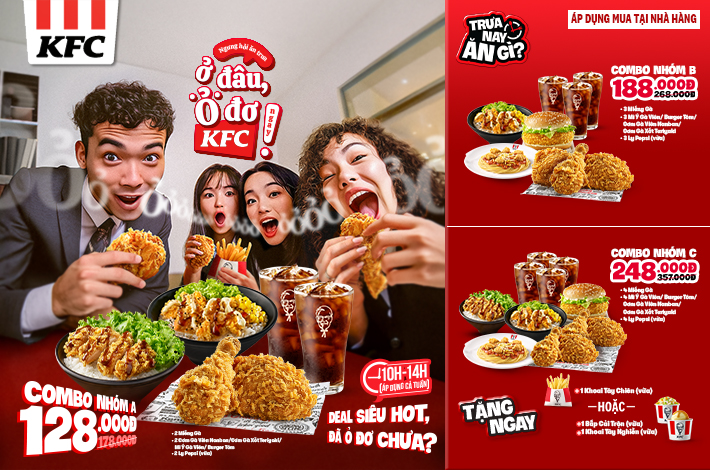 KFC
Ngưng hội ăn trơn
Ở
đâu,
Ỏ đơ
KFC
ngay
!
10H-14H
(ÁP DỤNG CẢ TUẦN)
DEAL SIÊU HOT,
ĐÃ Ỏ ĐƠ CHƯA?
COMBO NHÓM A
128.000Đ
178.000Đ
• 2 Miếng Gà
• 2 Cơm Gà Viên Nanban/Cơm Gà Xốt Teriyaki/
Mì Ý Gà Viên/ Burger Tôm
• 2 Ly Pepsi (vừa)
TRƯA
NAY
ĂN GÌ?
ÁP DỤNG MUA TẠI NHÀ HÀNG
COMBO NHÓM B
188.000Đ
268.000Đ
• 3 Miếng Gà
• 3 Mì Ý Gà Viên/ Burger Tôm/
Cơm Gà Viên Nanban/
Cơm Gà Xốt Teriyaki
• 3 Ly Pepsi (vừa)
COMBO NHÓM C
248.000Đ
357.000Đ
• 4 Miếng Gà
• 4 Mì Ý Gà Viên/ Burger Tôm/
Cơm Gà Viên Nanban/
Cơm Gà Xốt Teriyaki
• 4 Ly Pepsi (vừa)
TẶNG
NGAY
• 1 Khoai Tây Chiên (vừa)
HOẶC
• 1 Bắp Cải Trộn (vừa)
• 1 Khoai Tây Nghiền (vừa)